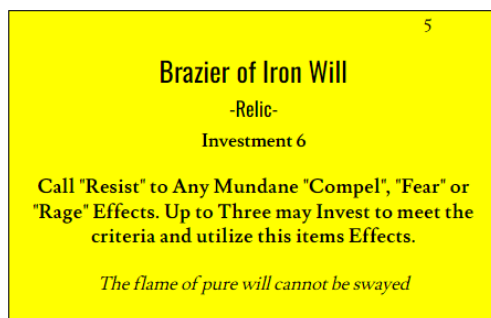 5
Brazier of Iron Will
-Relic-
Investment 6
Call "Resist" to Any Mundane "Compel", "Fear" or
"Rage" Effects. Up to Three may Invest to meet the
criteria and utilize this items Effects.
The flame of pure will cannot be swayed